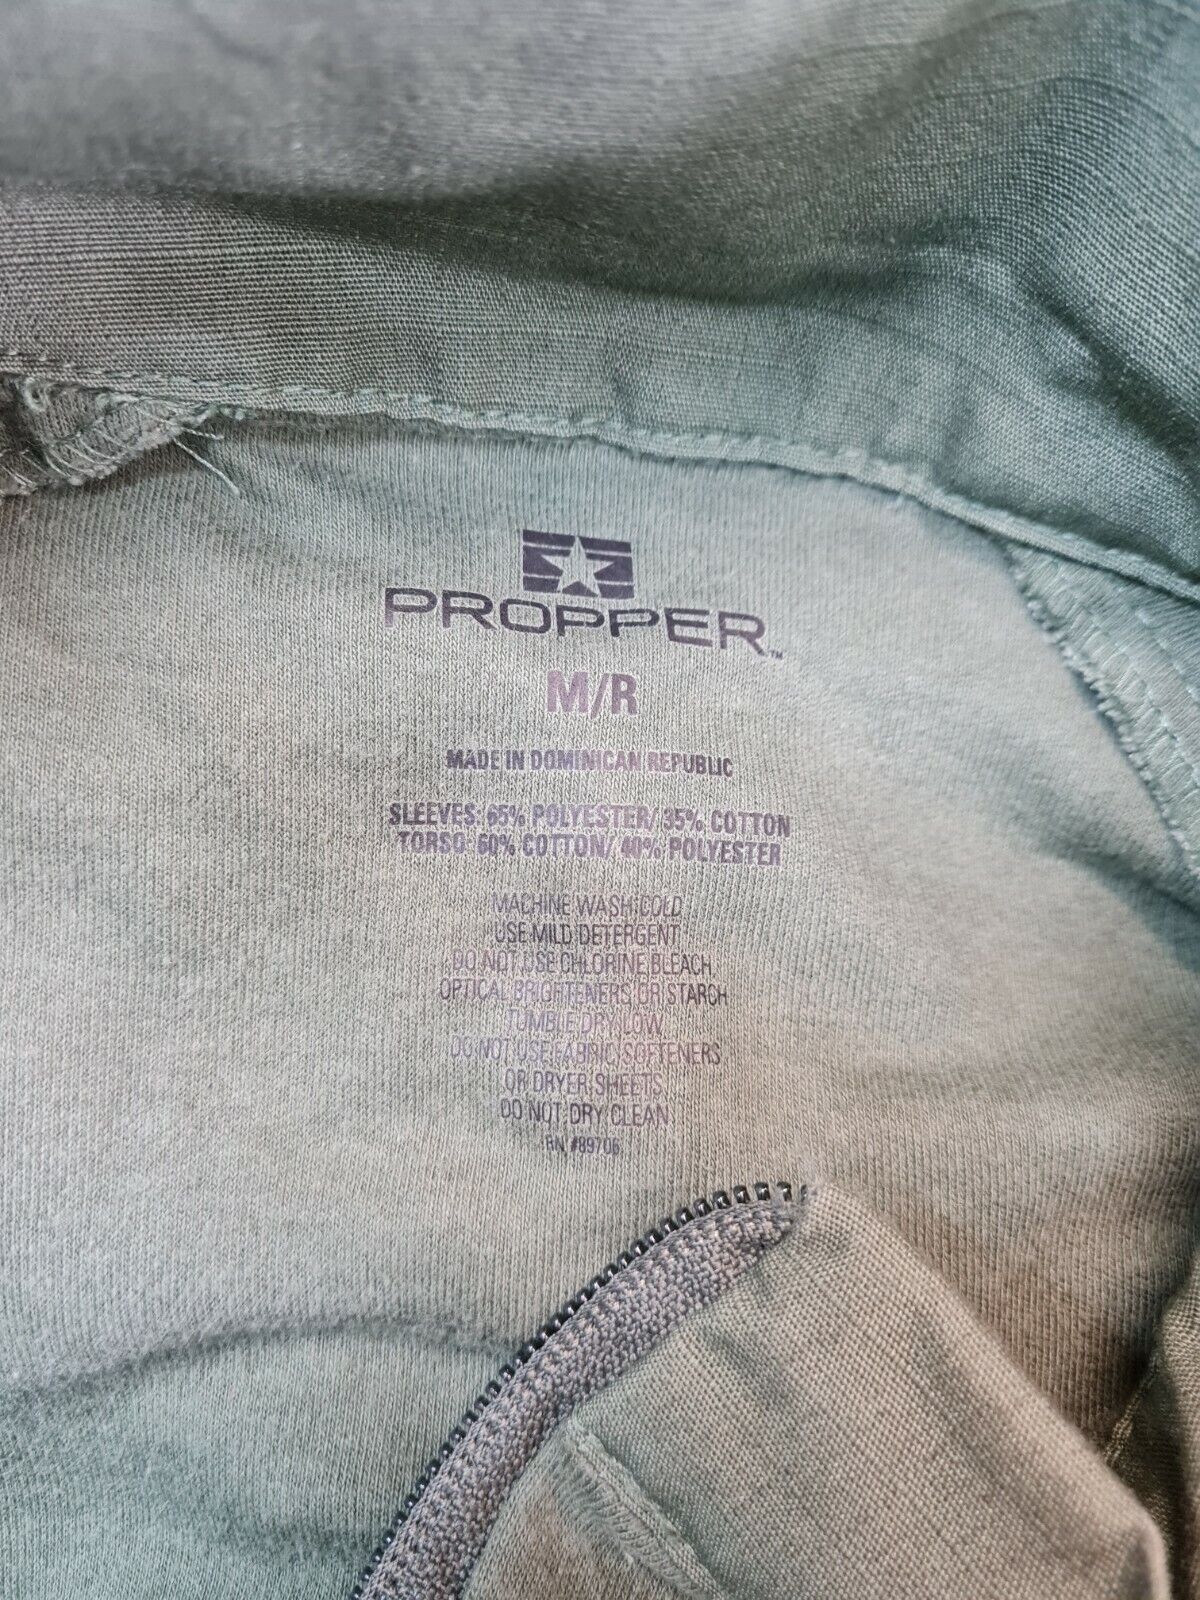 PROPPER™
M/R
MADE IN DOMINICAN REPUBLIC
SLEEVES: 65% POLYESTER/ 35% COTTON
TORSO: 60% COTTON/ 40% POLYESTER
MACHINE WASH COLD
USE MILD DETERGENT
DO NOT USE CHLORINE BLEACH,
OPTICAL BRIGHTENERS OR STARCH
TUMBLE DRY LOW
DO NOT USE FABRIC SOFTENERS
OR DRYER SHEETS
DO NOT DRY CLEAN
RN #89706